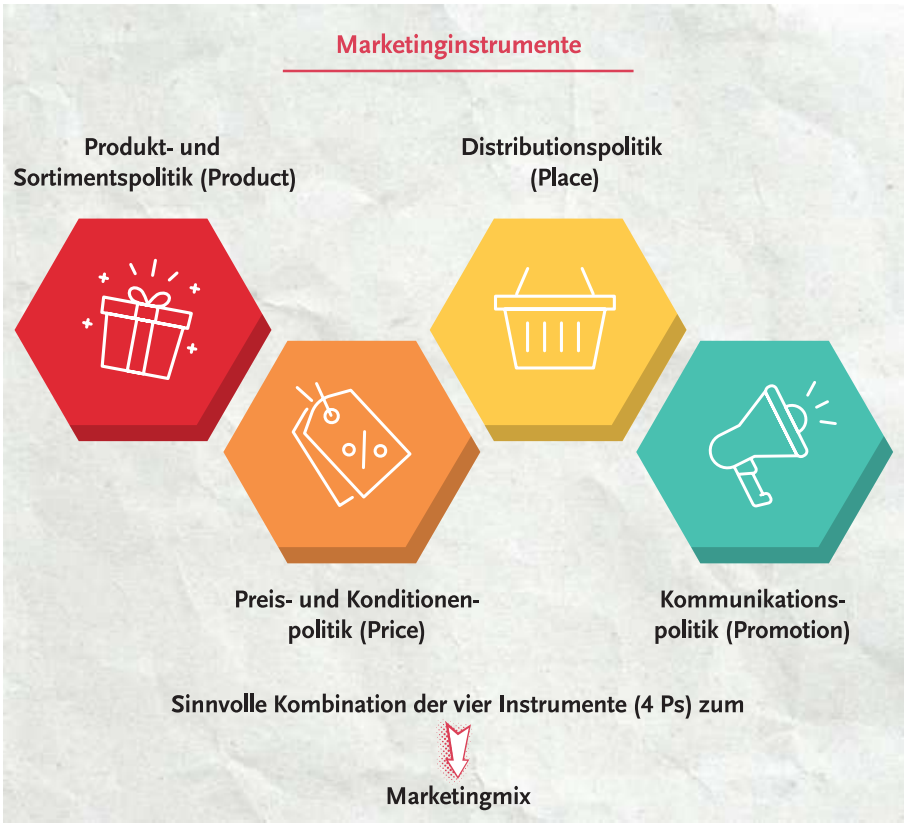 Marketinginstrumente
Produkt- und
Sortimentspolitik (Product)
Distributionspolitik
(Place)
Preis- und Konditionen-
politik (Price)
Kommunikations-
politik (Promotion)
Sinnvolle Kombination der vier Instrumente (4 Ps) zum
Marketingmix